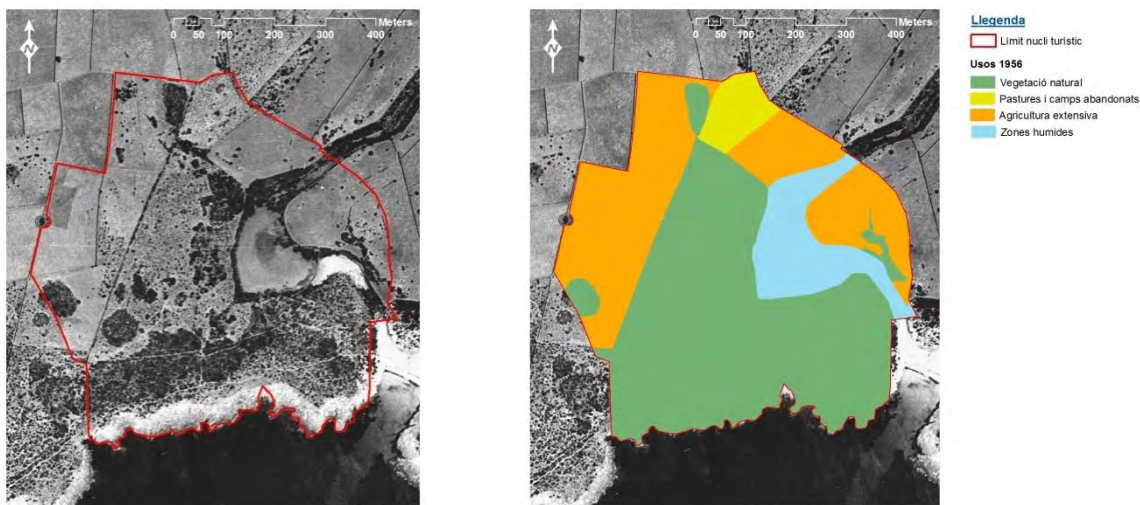 Meters
0 50 100 200 300 400
N
Meters
0 50 100 200 300 400
N
Llegenda
Límit nucli turístic
Usos 1956
Vegetació natural
Pastures i camps abandonats
Agricultura extensiva
Zones humides